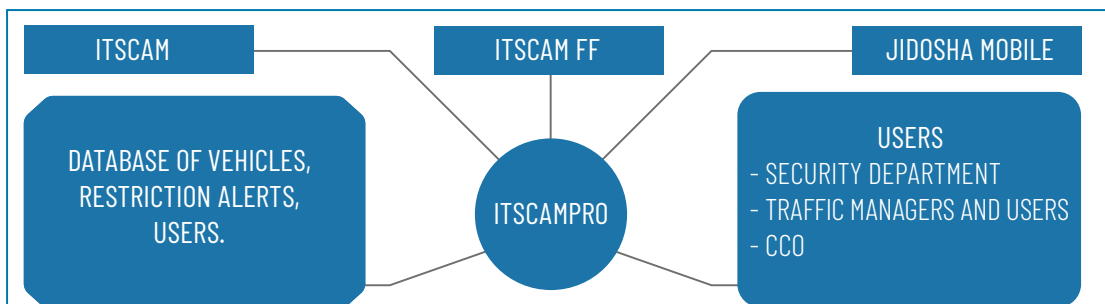 ITSCAM
ITSCAM FF
JIDOSHA MOBILE
DATABASE OF VEHICLES,
RESTRICTION ALERTS,
USERS.
ITSCAMPRO
USERS
- SECURITY DEPARTMENT
- TRAFFIC MANAGERS AND USERS
- CCO